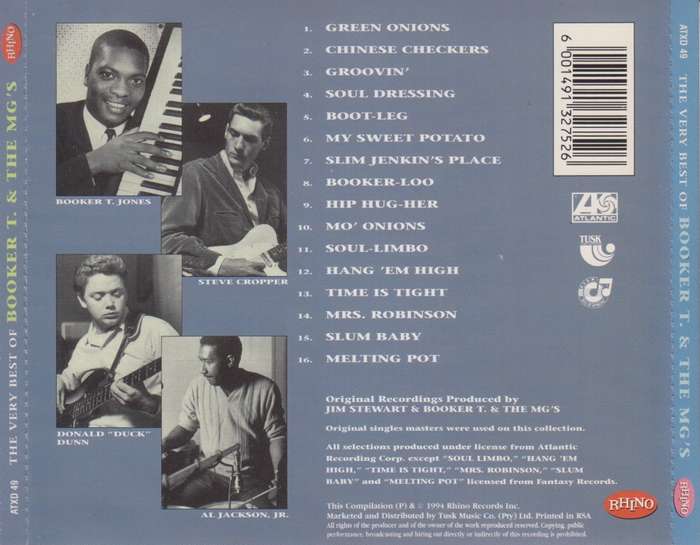 RHINO
ATXD 49 THE VERY BEST OF BOOKER T. & THE MG'S
BOOKER T. JONES
STEVE CROPPER
DONALD "DUCK"
DUNN
AL JACKSON, JR.
1. GREEN ONIONS
2. CHINESE CHECKERS
3. GROOVIN'
4. SOUL DRESSING
5. BOOT-LEG
6. MY SWEET POTATO
7. SLIM JENKIN'S PLACE
8. BOOKER-LOO
9. HIP HUG-HER
10. MO' ONIONS
11. SOUL-LIMBO
12. HANG 'EM HIGH
13. TIME IS TIGHT
14. MRS. ROBINSON
15. SLUM BABY
16. MELTING POT
Original Recordings Produced by
JIM STEWART & BOOKER T. & THE MG'S
Original singles masters were used on this collection.
All selections produced under license from Atlantic
Recording Corp. except "SOUL LIMBO," "HANG 'EM
HIGH," "TIME IS TIGHT," "MRS. ROBINSON," "SLUM
BABY" and "MELTING POT" licensed from Fantasy Records.
This Compilation (P) & © 1994 Rhino Records Inc.
Marketed and Distributed by Tusk Music Co. (Pty) Ltd. Printed in RSA
All rights of the producer and of the owner of the work reproduced reserved. Copying, public
performance, broadcasting and hiring out directly or indirectly of this recording is prohibited.
6 001491 327526
ATLANTIC
TUSK
RHINO
ATXD 49 THE VERY BEST OF BOOKER T. & THE MG'S
RHINO